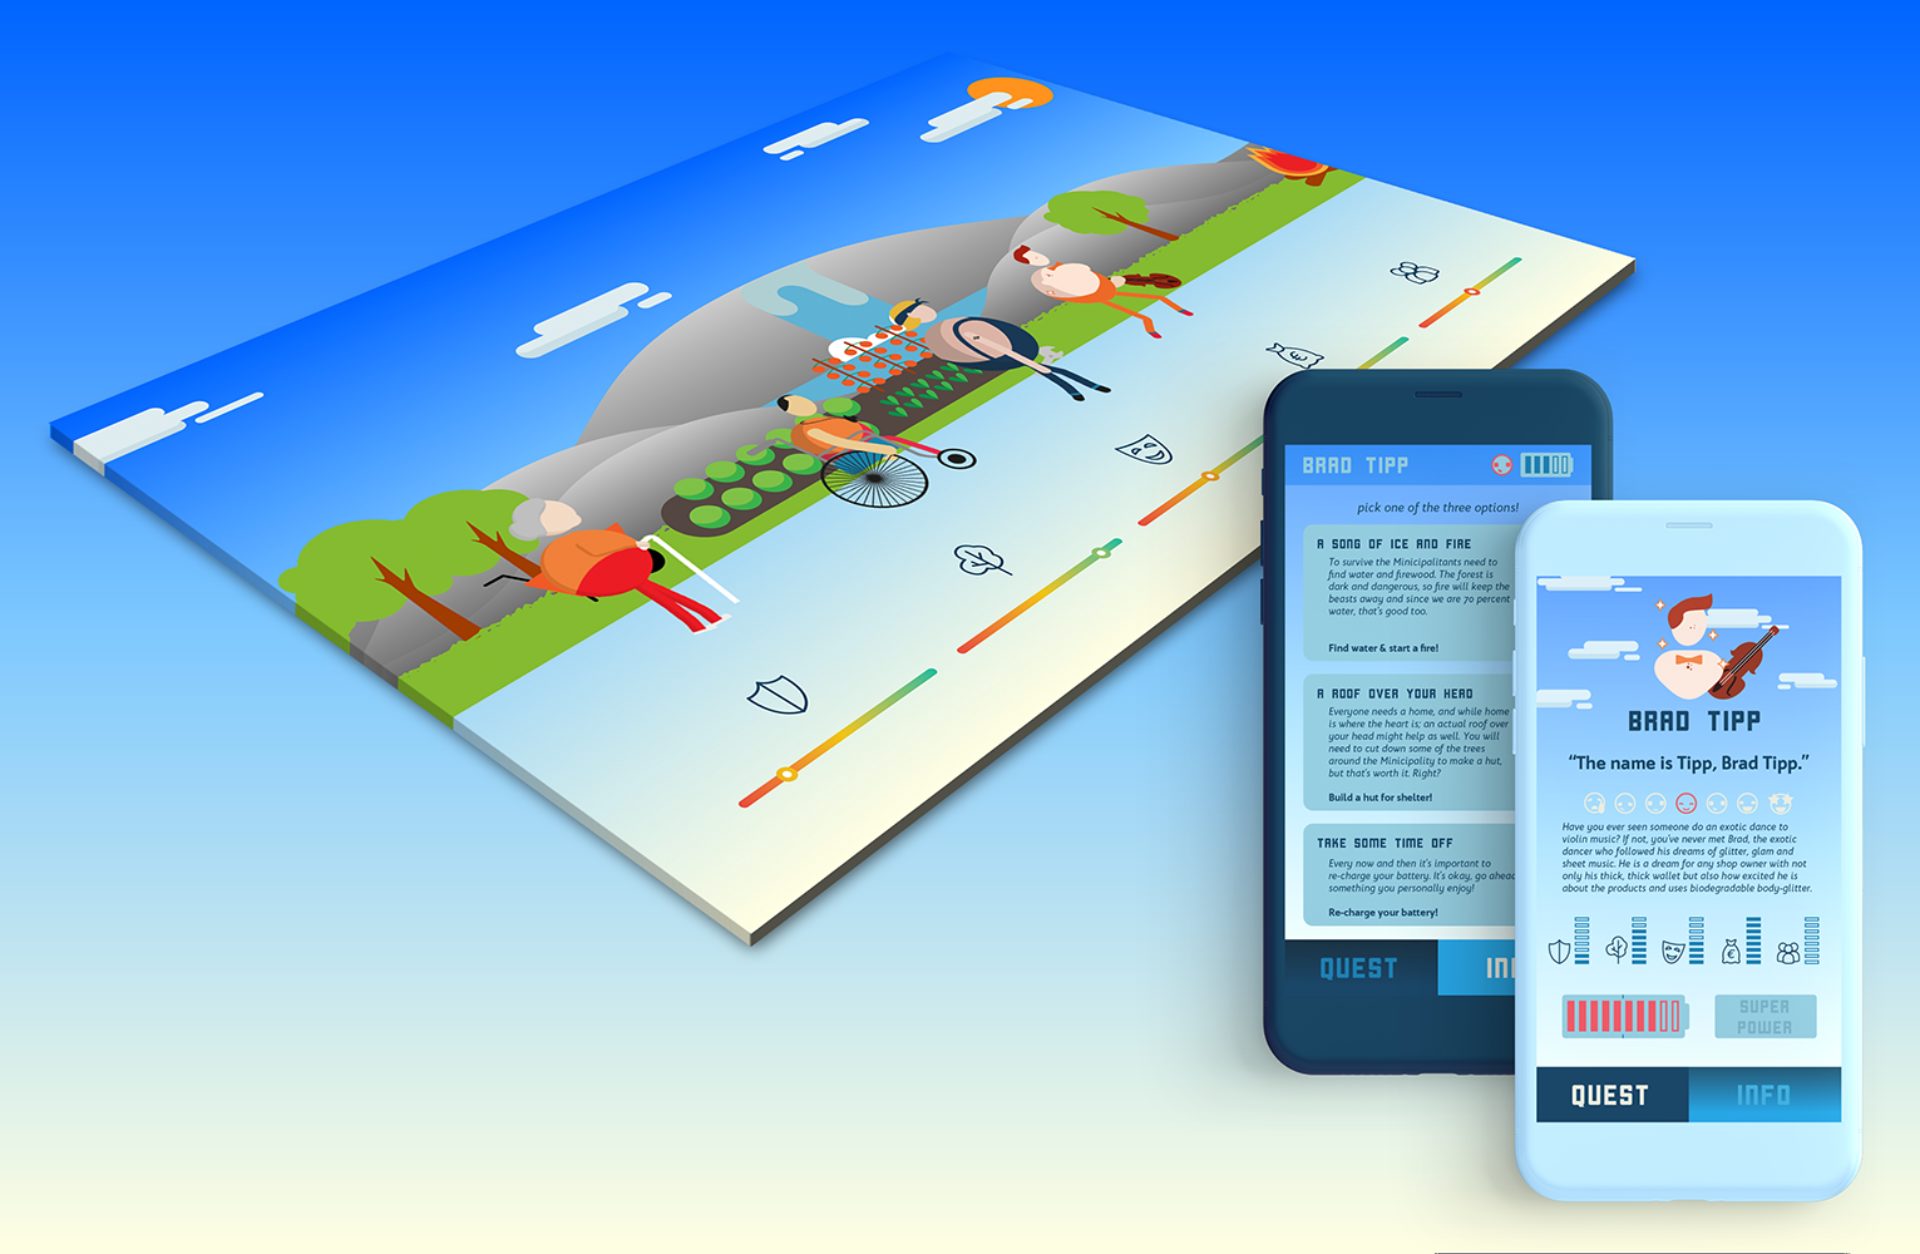 BRAD TIPP
pick one of the three options!
A SONG OF ICE AND FIRE
To survive the Minicipalitants need to
find water and firewood. The forest is
dark and dangerous, so fire will keep the
beasts away and since we are 70 percent
water, that's good too.
Find water & start a fire!
A ROOF OVER YOUR HEAD
Everyone needs a home, and while home
is where the heart is; an actual roof over
your head might help as well. You will
need to cut down some of the trees
around the Minicipality to make a hut,
but that's worth it. Right?
Build a hut for shelter!
TAKE SOME TIME OFF
Every now and then it's important to
re-charge your battery. It's okay, go ahead
something you personally enjoy!
Re-charge your battery!
QUEST
BRAD TIPP
“The name is Tipp, Brad Tipp.”
Have you ever seen someone do an exotic dance to
violin music? If not, you've never met Brad, the exotic
dancer who followed his dreams of glitter, glam and
sheet music. He is a dream for any shop owner with not
only his thick, thick wallet but also how excited he is
about the products and uses biodegradable body-glitter.
SUPER
POWER
QUEST INFO